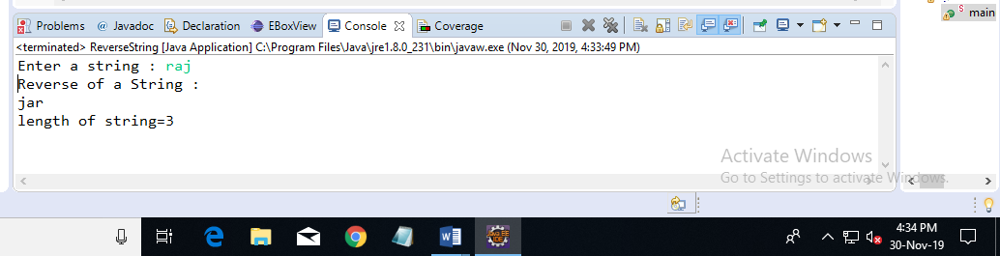 Problems @ Javadoc Declaration EBoxView Console Coverage
main
<terminated> ReverseString [Java Application] C:\Program Files\Java\jre1.8.0_231\bin\javaw.exe (Nov 30, 2019, 4:33:49 PM)
Enter a string : raj
Reverse of a String :
jar
length of string=3
Activate Windows
Go to Settings to activate Windows.
4:34 PM
30-Nov-19